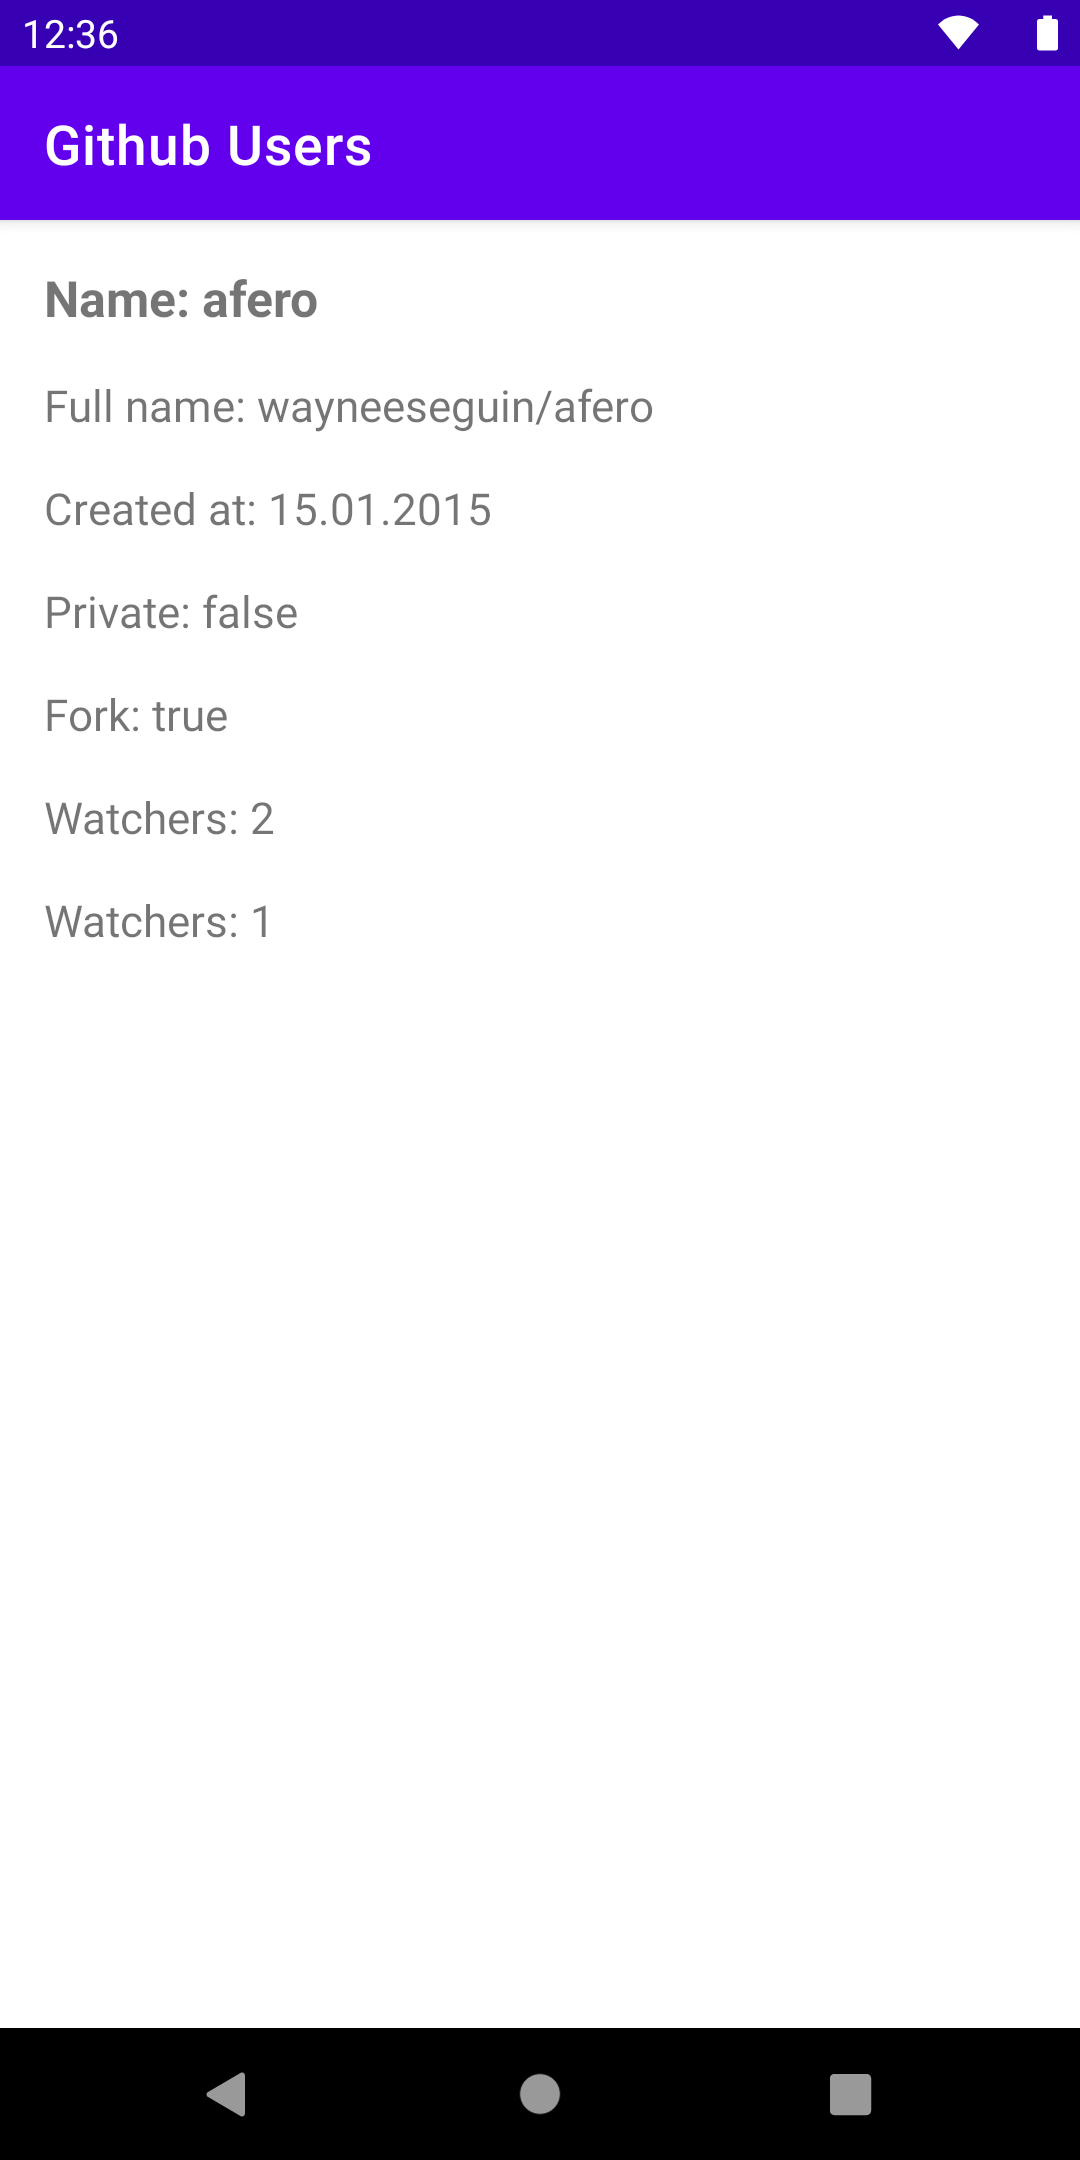 12:36
Github Users
Name: afero
Full name: wayneeseguin/afero
Created at: 15.01.2015
Private: false
Fork: true
Watchers: 2
Watchers: 1